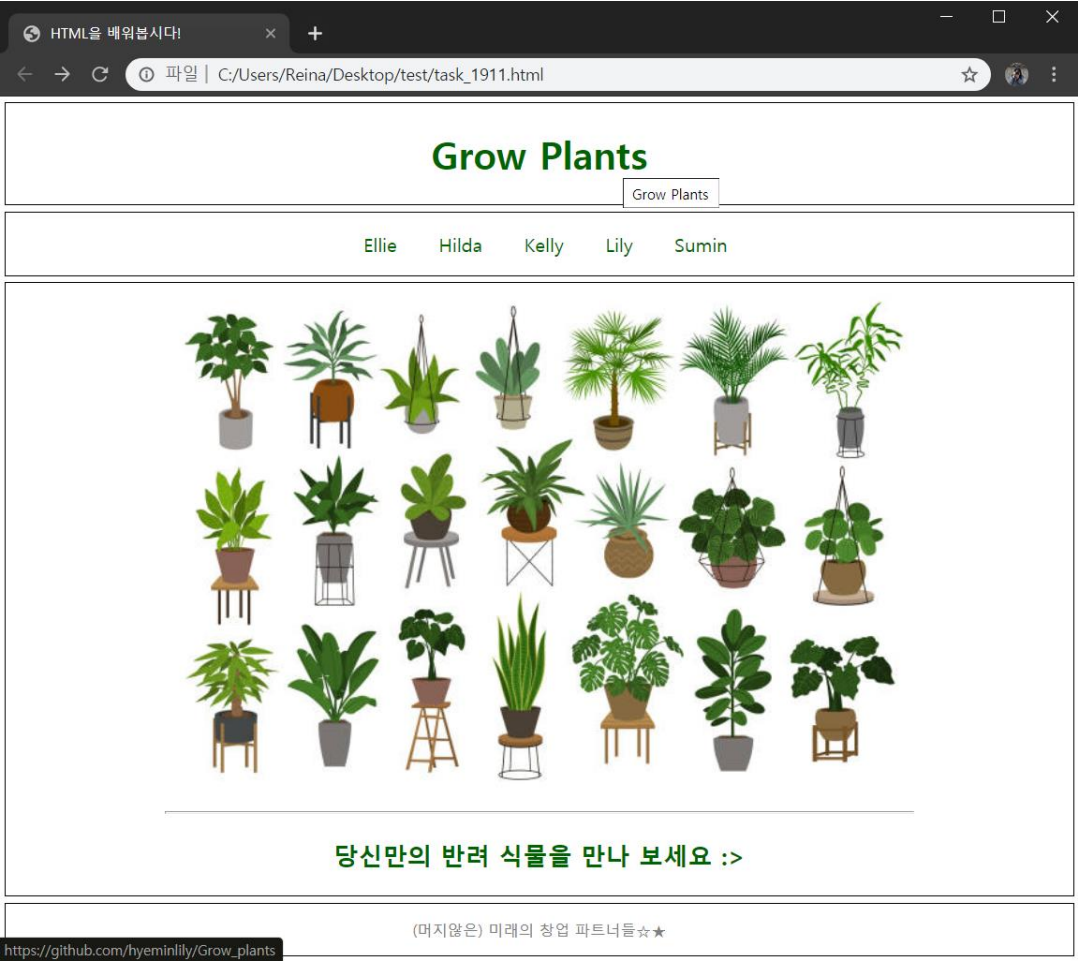 HTML을 배워봅시다!
파일 | C:/Users/Reina/Desktop/test/task_1911.html
Grow Plants
Grow Plants
Ellie Hilda Kelly Lily Sumin
당신만의 반려 식물을 만나 보세요 :>
(머지않은) 미래의 창업 파트너들☆★
https://github.com/hyeminlily/Grow_plants